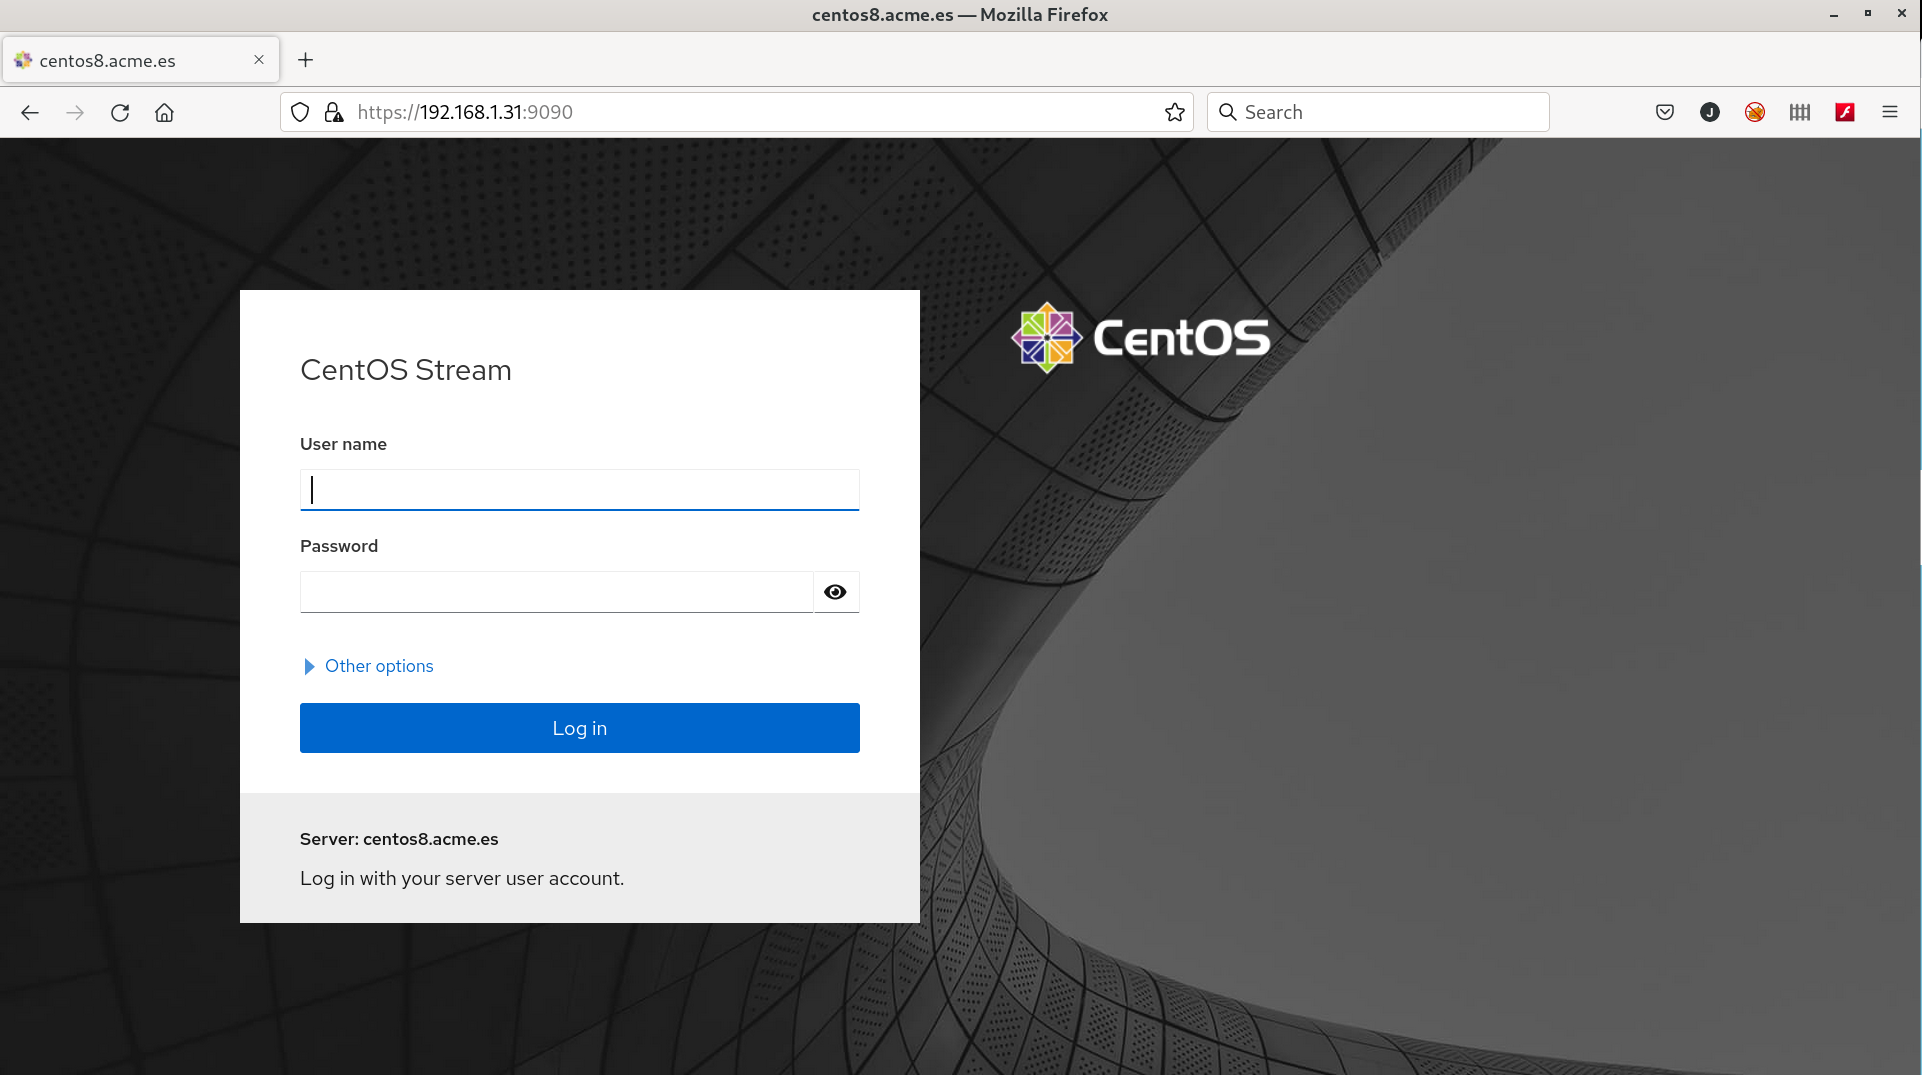 centos8.acme.es — Mozilla Firefox
centos8.acme.es
https://192.168.1.31:9090
Search
J
CentOS
CentOS Stream
User name
Password
Other options
Log in
Server: centos8.acme.es
Log in with your server user account.